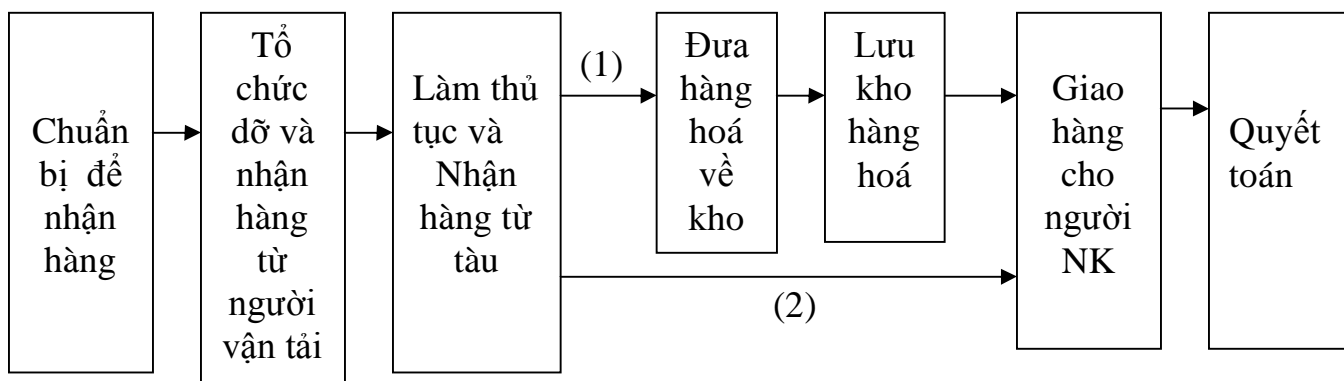 Chuẩn
bị để
nhận
hàng
Tổ
chức
dỡ và
nhận
hàng
từ
người
vận tải
Làm thủ
tục và
Nhận
hàng từ
tàu
(1)
Đưa
hàng
hoá
về
kho
Lưu
kho
hàng
hoá
(2)
Giao
hàng
cho
người
NK
Quyết
toán